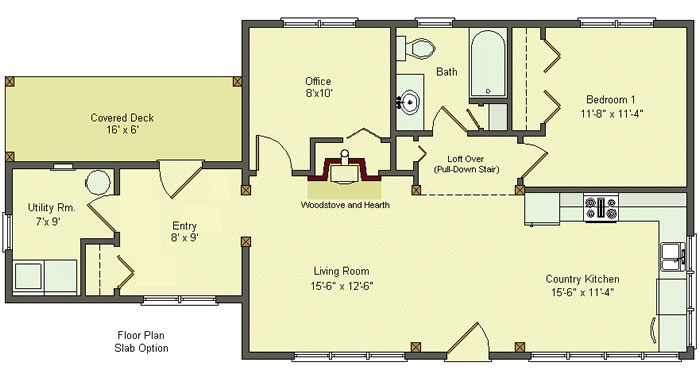 Office
8'x10'
Bath
Bedroom 1
11'-8" x 11'-4"
Covered Deck
16' x 6'
Loft Over
(Pull-Down Stair)
Utility Rm.
7'x 9'
Entry
8' x 9'
Woodstove and Hearth
Living Room
15'-6" x 12'-6"
Country Kitchen
15'-6" x 11'-4"
Floor Plan
Slab Option